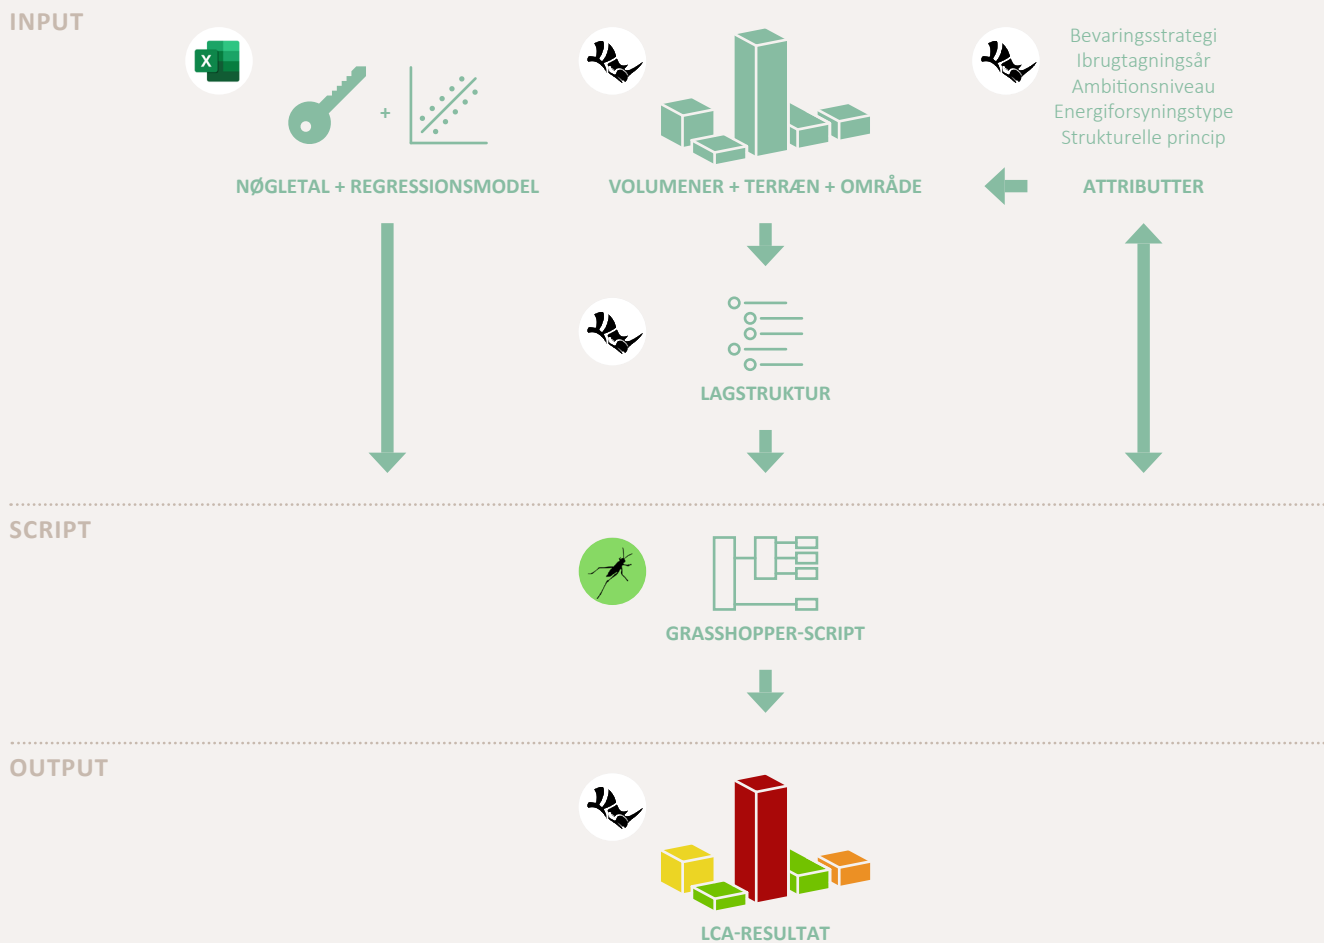 INPUT
X
+
NØGLETAL + REGRESSIONSMODEL
VOLUMENER + TERRÆN + OMRÅDE
Bevaringsstrategi
Ibrugtagningsår
Ambitionsniveau
Energiforsyningstype
Strukturelle princip
ATTRIBUTTER
LAGSTRUKTUR
SCRIPT
GRASSHOPPER-SCRIPT
OUTPUT
LCA-RESULTAT